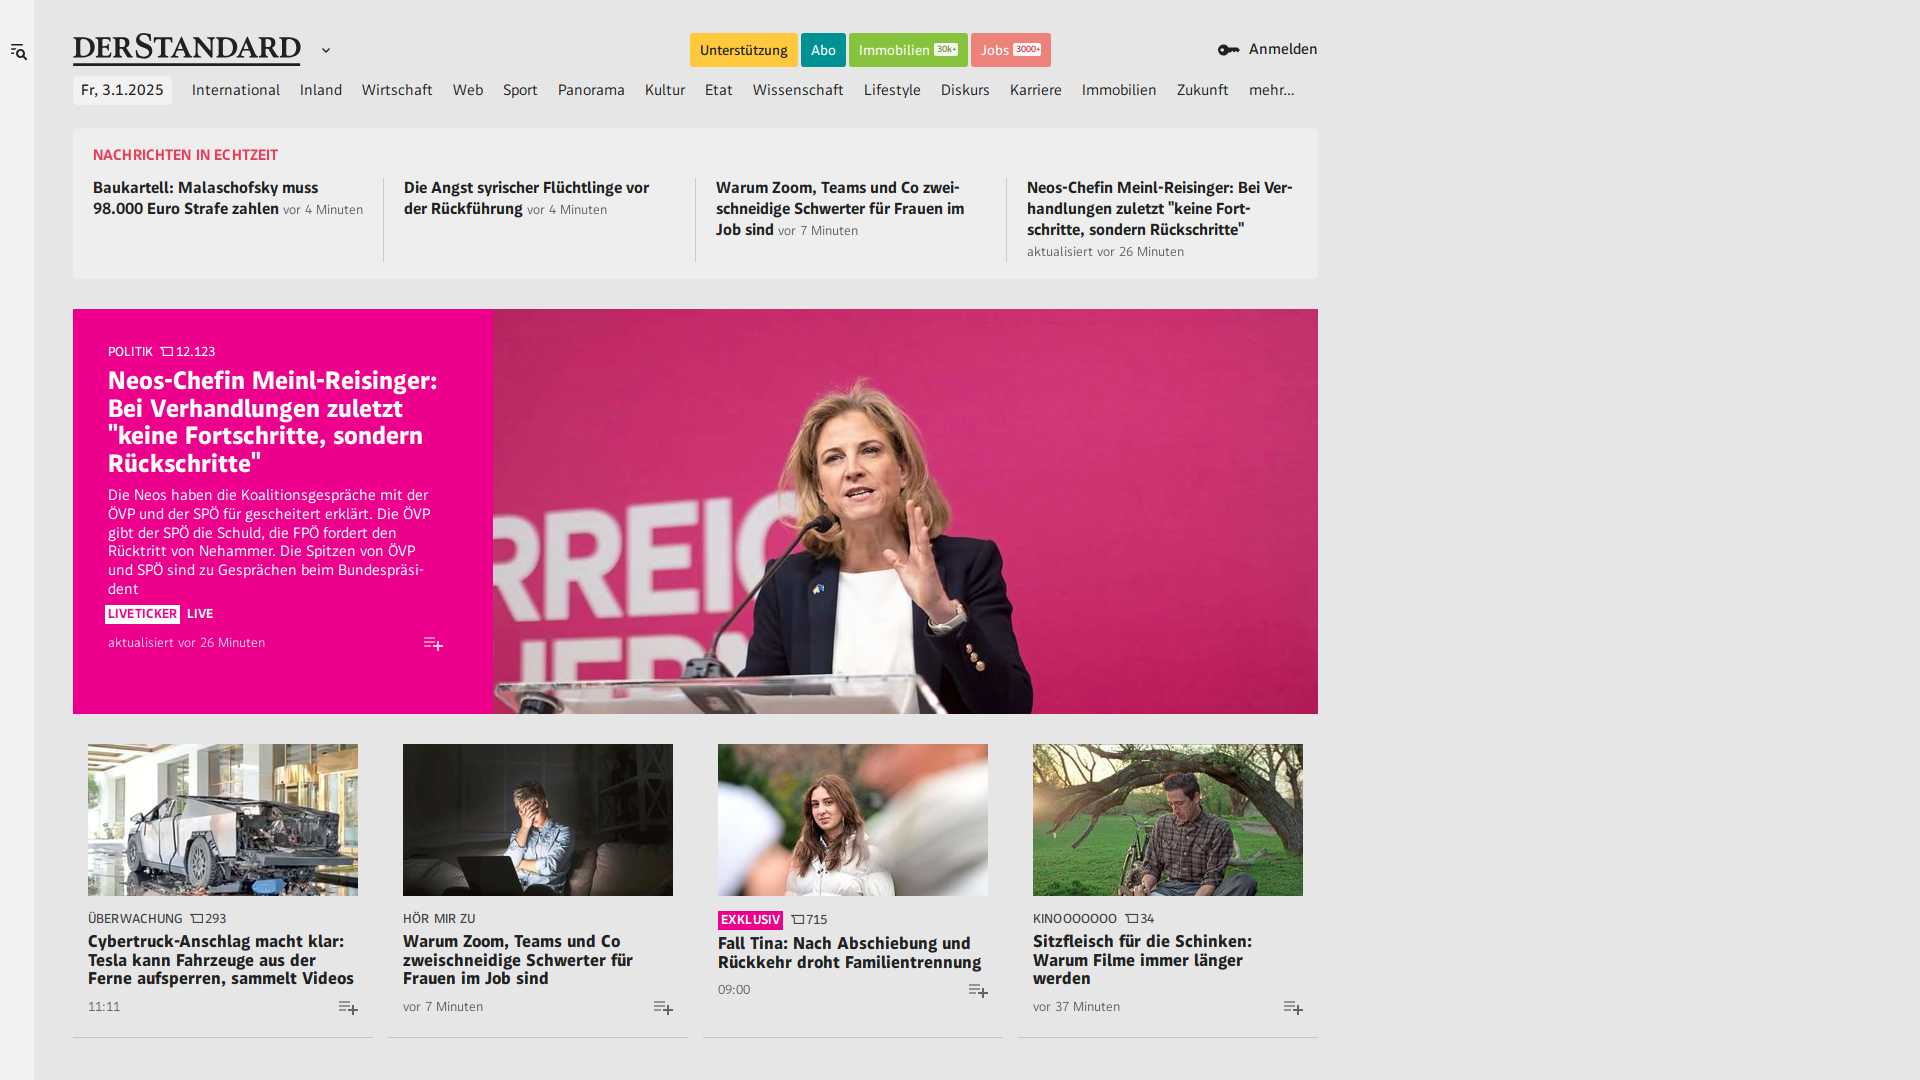 DERSTANDARD
Unterstützung
Abo
Immobilien 30k+
Jobs 3000+
Anmelden
Fr, 3.1.2025 International Inland Wirtschaft Web Sport Panorama Kultur Etat Wissenschaft Lifestyle Diskurs Karriere Immobilien Zukunft mehr...
NACHRICHTEN IN ECHTZEIT
Baukartell: Malaschofsky muss
98.000 Euro Strafe zahlen vor 4 Minuten
Die Angst syrischer Flüchtlinge vor
der Rückführung vor 4 Minuten
Warum Zoom, Teams und Co zwei-
schneidige Schwerter für Frauen im
Job sind vor 7 Minuten
Neos-Chefin Meinl-Reisinger: Bei Ver-
handlungen zuletzt "keine Fort-
schritte, sondern Rückschritte"
aktualisiert vor 26 Minuten
POLITIK 12.123
Neos-Chefin Meinl-Reisinger:
Bei Verhandlungen zuletzt
"keine Fortschritte, sondern
Rückschritte"
Die Neos haben die Koalitionsgespräche mit der
ÖVP und der SPÖ für gescheitert erklärt. Die ÖVP
gibt der SPÖ die Schuld, die FPÖ fordert den
Rücktritt von Nehammer. Die Spitzen von ÖVP
und SPÖ sind zu Gesprächen beim Bundespräsi-
dent
LIVETICKER LIVE
aktualisiert vor 26 Minuten
RREIC
ÜBERWACHUNG 293
Cybertruck-Anschlag macht klar:
Tesla kann Fahrzeuge aus der
Ferne aufsperren, sammelt Videos
11:11
HÖR MIR ZU
Warum Zoom, Teams und Co
zweischneidige Schwerter für
Frauen im Job sind
vor 7 Minuten
EXKLUSIV 715
Fall Tina: Nach Abschiebung und
Rückkehr droht Familientrennung
09:00
KINOOOOOOO 34
Sitzfleisch für die Schinken:
Warum Filme immer länger
werden
vor 37 Minuten